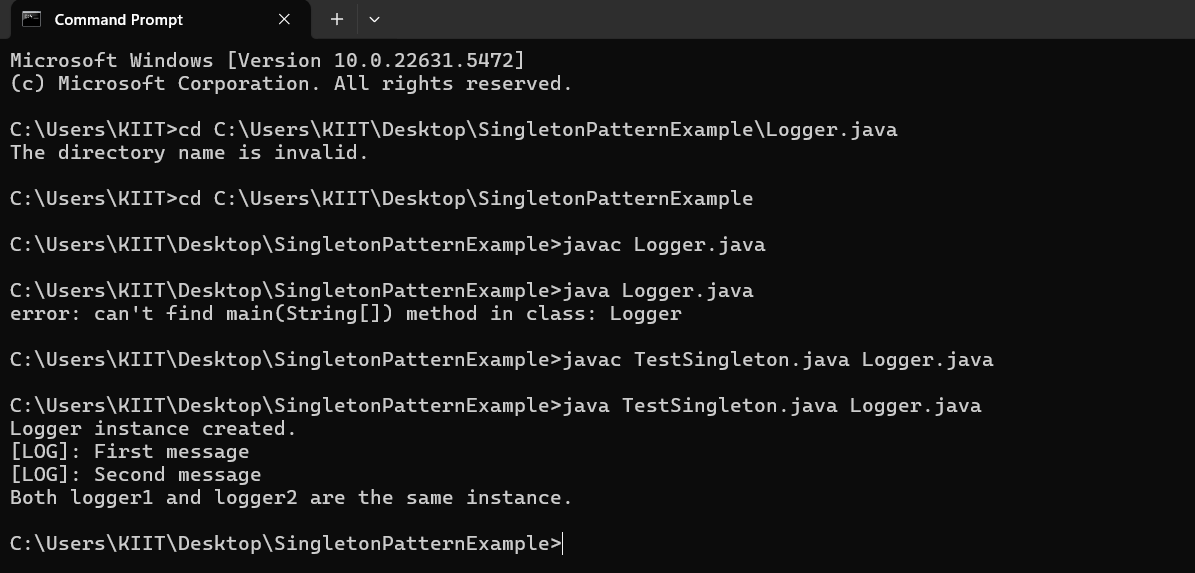 Command Prompt
Microsoft Windows [Version 10.0.22631.5472]
(c) Microsoft Corporation. All rights reserved.
C:\Users\KIIT>cd C:\Users\KIIT\Desktop\SingletonPatternExample\Logger.java
The directory name is invalid.
C:\Users\KIIT>cd C:\Users\KIIT\Desktop\SingletonPatternExample
C:\Users\KIIT\Desktop\SingletonPatternExample>javac Logger.java
C:\Users\KIIT\Desktop\SingletonPatternExample>java Logger.java
error: can't find main(String[]) method in class: Logger
C:\Users\KIIT\Desktop\SingletonPatternExample>javac TestSingleton.java Logger.java
C:\Users\KIIT\Desktop\SingletonPatternExample>java TestSingleton.java Logger.java
Logger instance created.
[LOG]: First message
[LOG]: Second message
Both logger1 and logger2 are the same instance.
C:\Users\KIIT\Desktop\SingletonPatternExample>